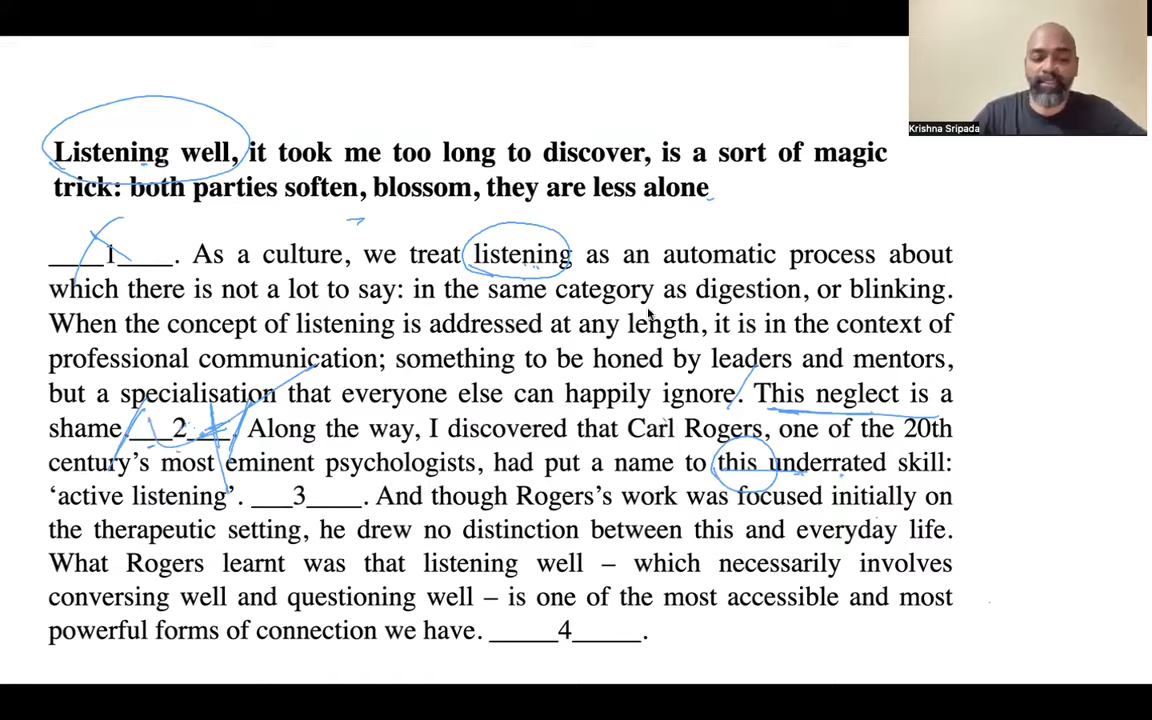 Krishna Sripada
Listening well, it took me too long to discover, is a sort of magic
trick: both parties soften, blossom, they are less alone
____1____. As a culture, we treat listening as an automatic process about
which there is not a lot to say: in the same category as digestion, or blinking.
When the concept of listening is addressed at any length, it is in the context of
professional communication; something to be honed by leaders and mentors,
but a specialisation that everyone else can happily ignore. This neglect is a
shame.___2____. Along the way, I discovered that Carl Rogers, one of the 20th
century’s most eminent psychologists, had put a name to this underrated skill:
‘active listening’. ___3____. And though Rogers’s work was focused initially on
the therapeutic setting, he drew no distinction between this and everyday life.
What Rogers learnt was that listening well – which necessarily involves
conversing well and questioning well – is one of the most accessible and most
powerful forms of connection we have. _____4_____.